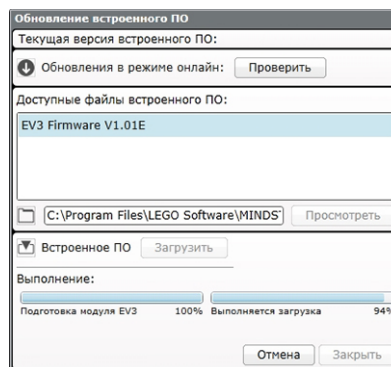 Обновление встроенного ПО
Текущая версия встроенного ПО:
Обновления в режиме онлайн: Проверить
Доступные файлы встроенного ПО:
EV3 Firmware V1.01E
C:\Program Files\LEGO Software\MINDS Просмотреть
Встроенное ПО Загрузить
Выполнение:
Подготовка модуля EV3 100% Выполняется загрузка 94%
Отмена Закрыть